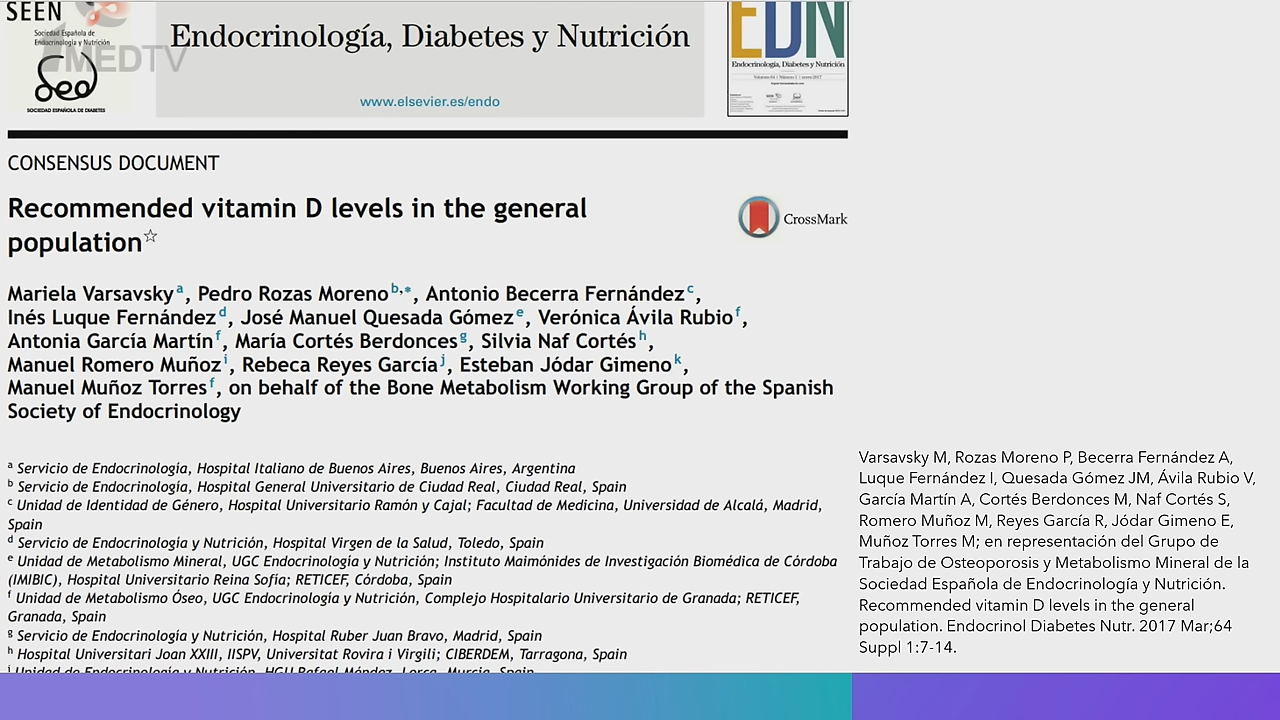 SEEN
Sociedad Española de
Endocrinología y Nutrición
1MEDTV
SOCIEDAD ESPAÑOLA DE DIABETES
Endocrinología, Diabetes y Nutrición
www.elsevier.es/endo
EDN
Endocrinología, Diabetes y Nutrición
CONSENSUS DOCUMENT
Recommended vitamin D levels in the general
population☆
CrossMark
Mariela Varsavsky a, Pedro Rozas Moreno b,*, Antonio Becerra Fernández c,
Inés Luque Fernández d, José Manuel Quesada Gómez e, Verónica Ávila Rubio f,
Antonia García Martín f, María Cortés Berdonces g, Silvia Naf Cortés h,
Manuel Romero Muñoz i, Rebeca Reyes García j, Esteban Jódar Gimeno k,
Manuel Muñoz Torres f, on behalf of the Bone Metabolism Working Group of the Spanish
Society of Endocrinology
a Servicio de Endocrinología, Hospital Italiano de Buenos Aires, Buenos Aires, Argentina
b Servicio de Endocrinología, Hospital General Universitario de Ciudad Real, Ciudad Real, Spain
c Unidad de Identidad de Género, Hospital Universitario Ramón y Cajal; Facultad de Medicina, Universidad de Alcalá, Madrid,
Spain
d Servicio de Endocrinología y Nutrición, Hospital Virgen de la Salud, Toledo, Spain
e Unidad de Metabolismo Mineral, UGC Endocrinología y Nutrición; Instituto Maimónides de Investigación Biomédica de Córdoba
(IMIBIC), Hospital Universitario Reina Sofía; RETICEF, Córdoba, Spain
f Unidad de Metabolismo Óseo, UGC Endocrinología y Nutrición, Complejo Hospitalario Universitario de Granada; RETICEF,
Granada, Spain
g Servicio de Endocrinología y Nutrición, Hospital Ruber Juan Bravo, Madrid, Spain
h Hospital Universitari Joan XXIII, IISPV, Universitat Rovira i Virgili; CIBERDEM, Tarragona, Spain
i Unidad de Endocrinología y Nutrición, HGU Rafael Méndez, Lorca, Murcia, Spain
Varsavsky M, Rozas Moreno P, Becerra Fernández A,
Luque Fernández I, Quesada Gómez JM, Ávila Rubio V,
García Martín A, Cortés Berdonces M, Naf Cortés S,
Romero Muñoz M, Reyes García R, Jódar Gimeno E,
Muñoz Torres M; en representación del Grupo de
Trabajo de Osteoporosis y Metabolismo Mineral de la
Sociedad Española de Endocrinología y Nutrición.
Recommended vitamin D levels in the general
population. Endocrinol Diabetes Nutr. 2017 Mar;64
Suppl 1:7-14.